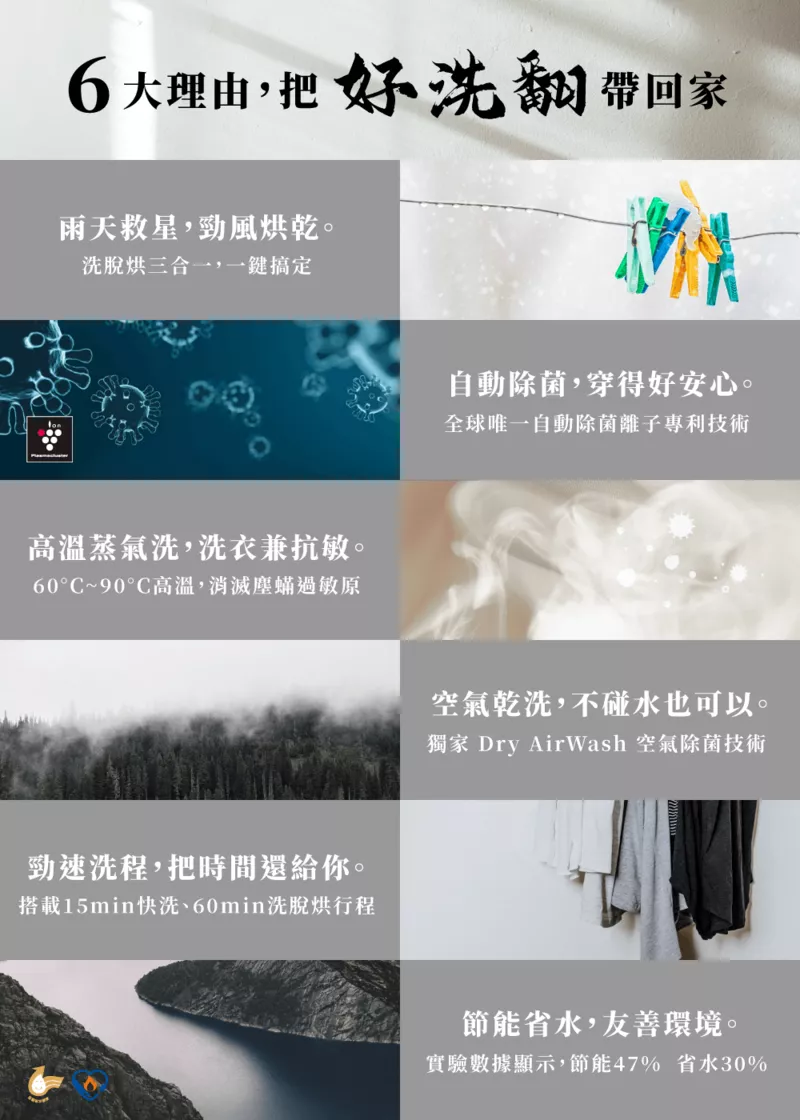 6大理由，把 好洗翻 帶回家
雨天救星，勁風烘乾。
洗脫烘三合一，一鍵搞定
Ion
Plasmacluster
自動除菌，穿得好安心。
全球唯一自動除菌離子專利技術
高溫蒸氣洗，洗衣兼抗敏。
60°C~90°C高溫，消滅塵蟎過敏原
空氣乾洗，不碰水也可以。
獨家 Dry AirWash 空氣除菌技術
勁速洗程，把時間還給你。
搭載15min快洗、60min洗脫烘行程
節能省水，友善環境。
實驗數據顯示，節能47% 省水30%